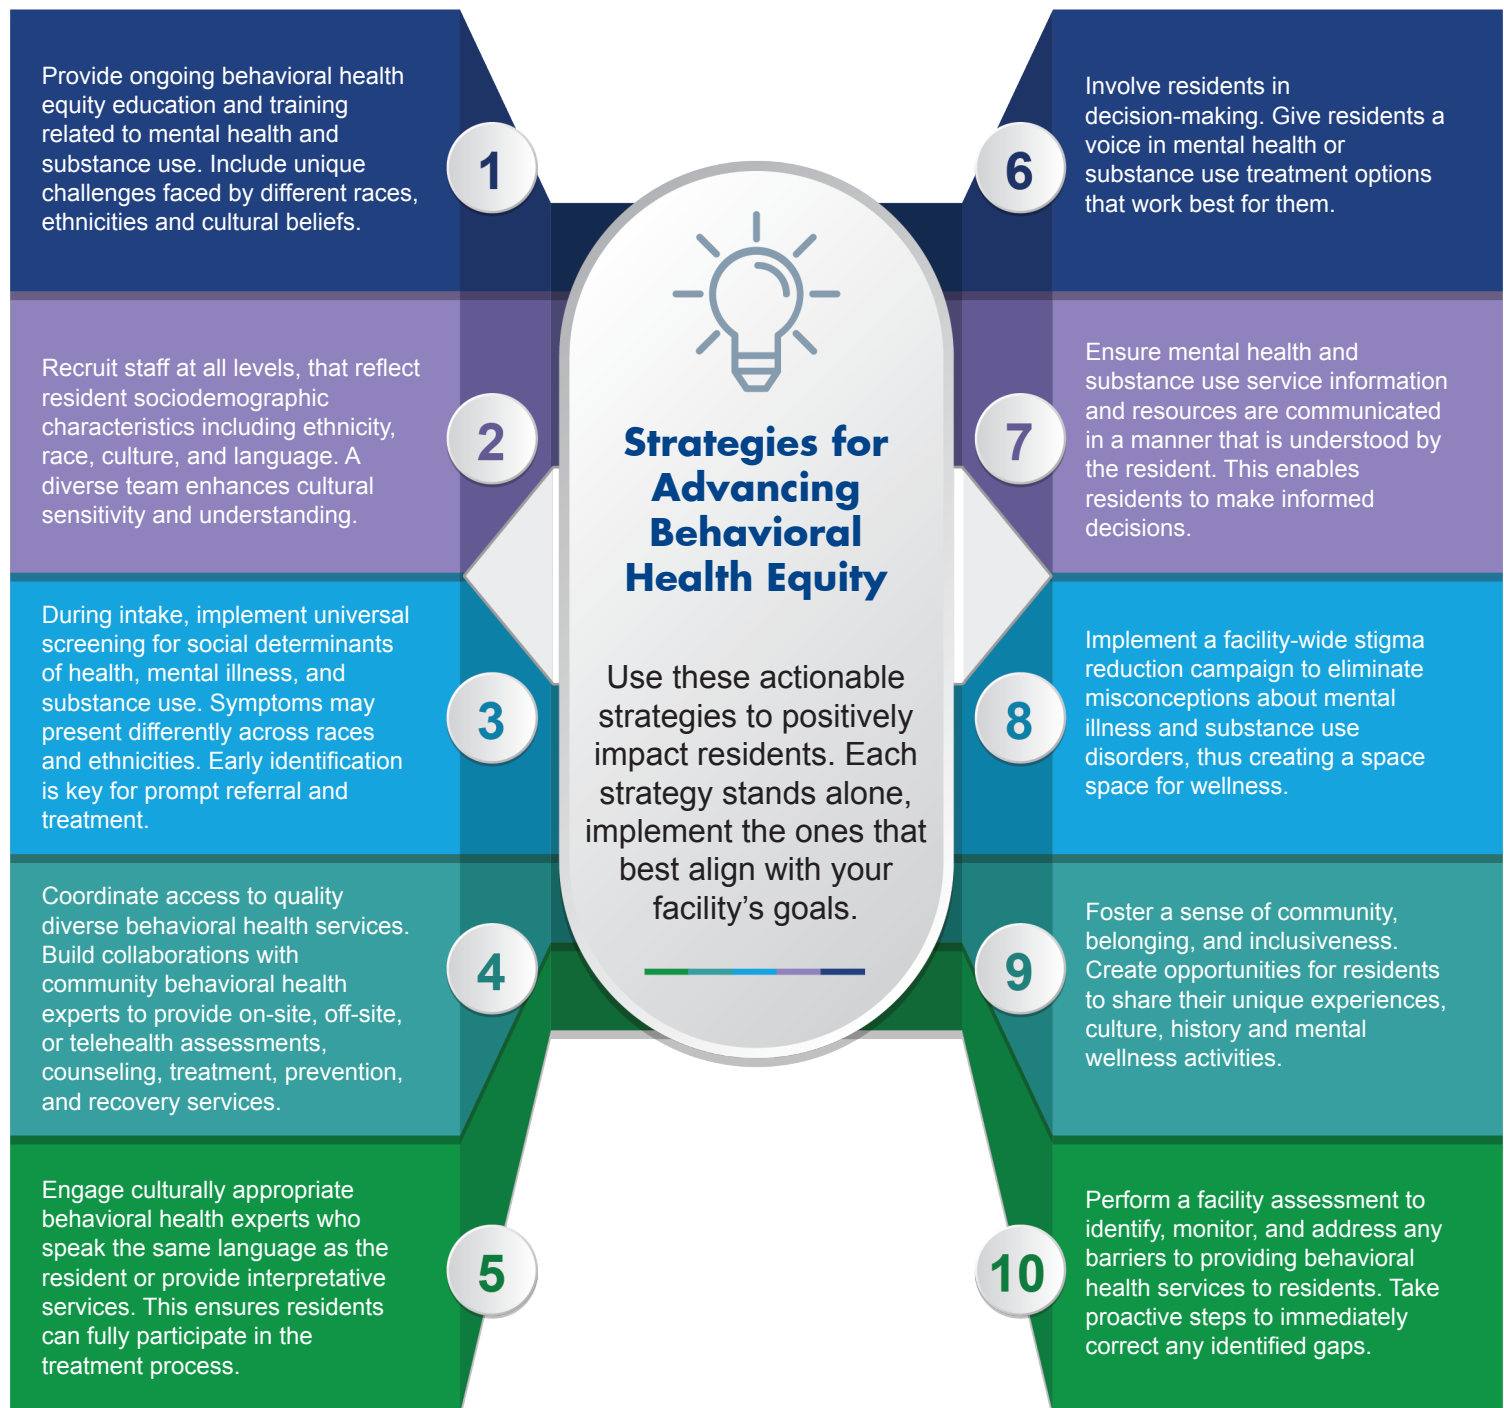 Provide ongoing behavioral health
equity education and training
related to mental health and
substance use. Include unique
challenges faced by different races,
ethnicities and cultural beliefs.
1
Recruit staff at all levels, that reflect
resident sociodemographic
characteristics including ethnicity,
race, culture, and language. A
diverse team enhances cultural
sensitivity and understanding.
2
During intake, implement universal
screening for social determinants
of health, mental illness, and
substance use. Symptoms may
present differently across races
and ethnicities. Early identification
is key for prompt referral and
treatment.
3
Coordinate access to quality
diverse behavioral health services.
Build collaborations with
community behavioral health
experts to provide on-site, off-site,
or telehealth assessments,
counseling, treatment, prevention,
and recovery services.
4
Engage culturally appropriate
behavioral health experts who
speak the same language as the
resident or provide interpretative
services. This ensures residents
can fully participate in the
treatment process.
5
Strategies for
Advancing
Behavioral
Health Equity
Use these actionable
strategies to positively
impact residents. Each
strategy stands alone,
implement the ones that
best align with your
facility's goals.
6
Involve residents in
decision-making. Give residents a
voice in mental health or
substance use treatment options
that work best for them.
7
Ensure mental health and
substance use service information
and resources are communicated
in a manner that is understood by
the resident. This enables
residents to make informed
decisions.
8
Implement a facility-wide stigma
reduction campaign to eliminate
misconceptions about mental
illness and substance use
disorders, thus creating a space
space for wellness.
9
Foster a sense of community,
belonging, and inclusiveness.
Create opportunities for residents
to share their unique experiences,
culture, history and mental
wellness activities.
10
Perform a facility assessment to
identify, monitor, and address any
barriers to providing behavioral
health services to residents. Take
proactive steps to immediately
correct any identified gaps.